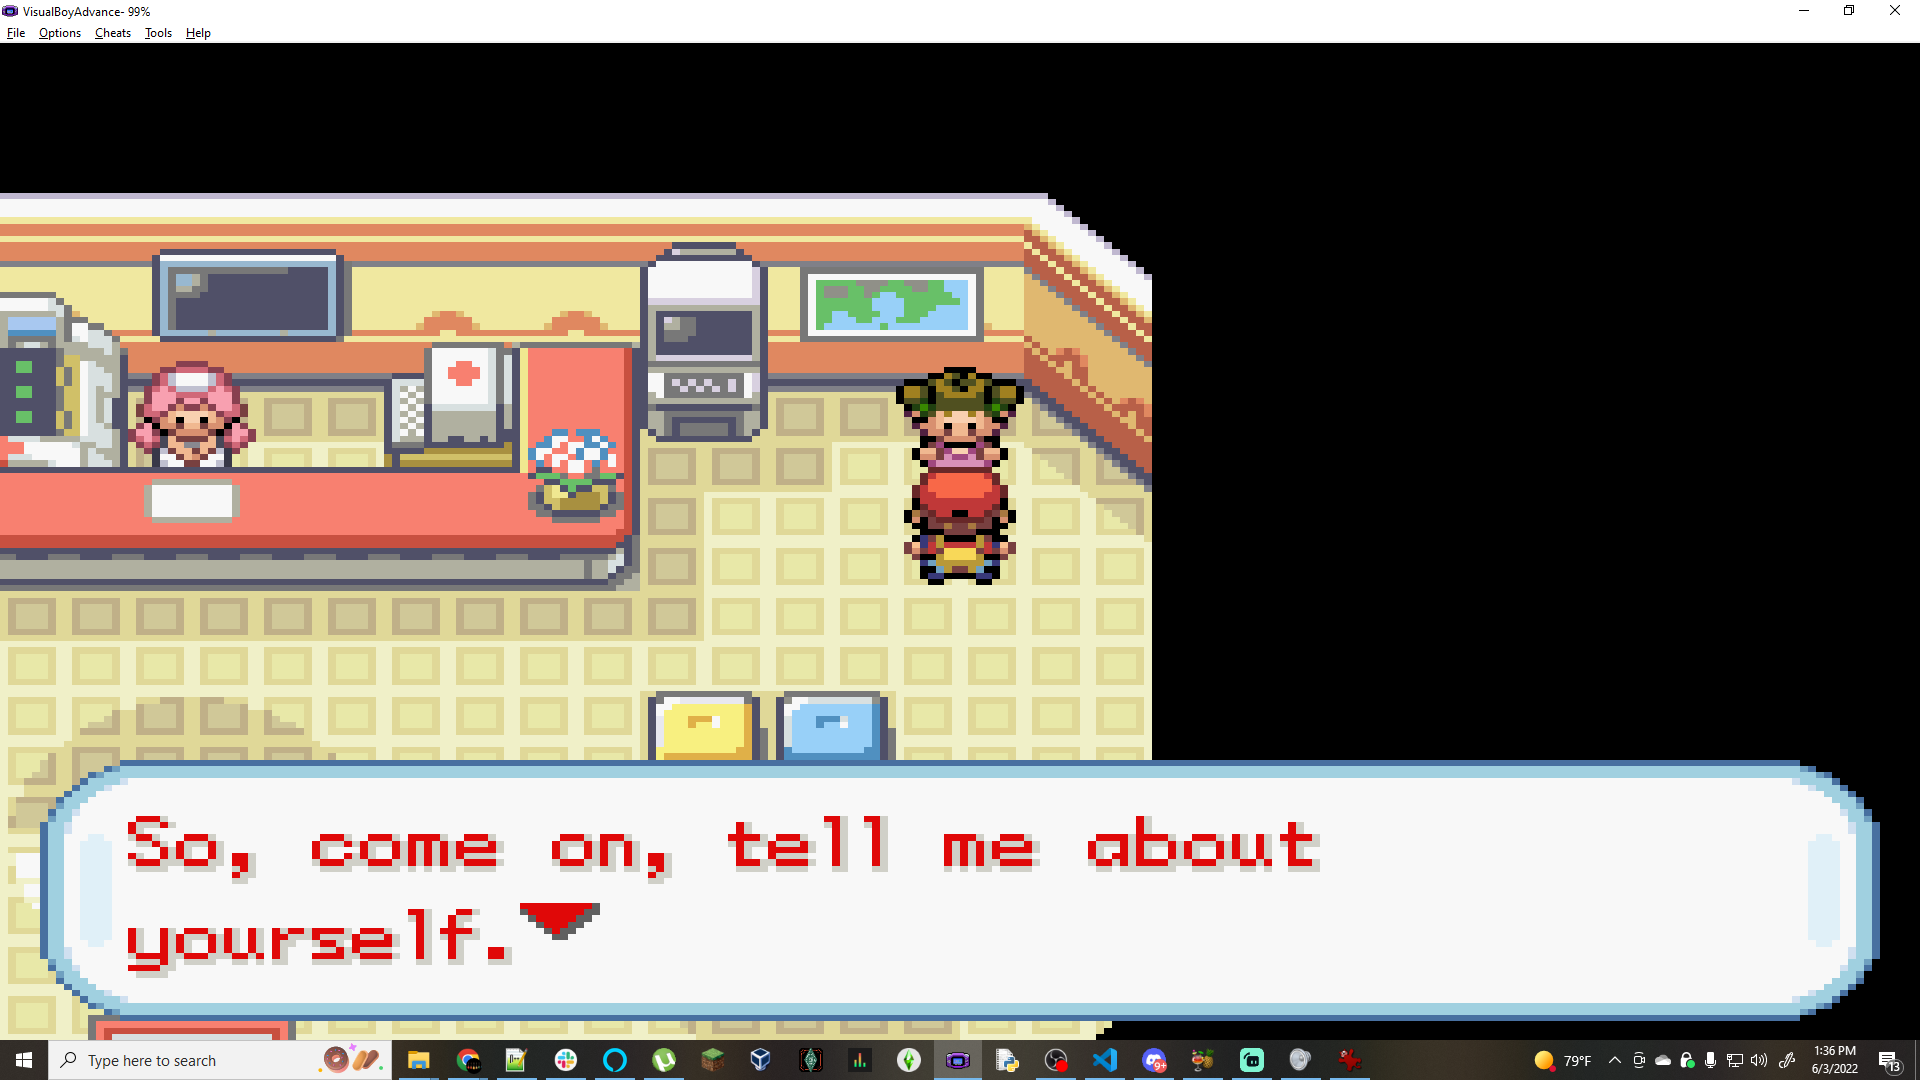 VisualBoyAdvance- 99%
File Options Cheats Tools Help
So, come on, tell me about
yourself.
Type here to search
9+
79°F
1:36 PM
6/3/2022
13